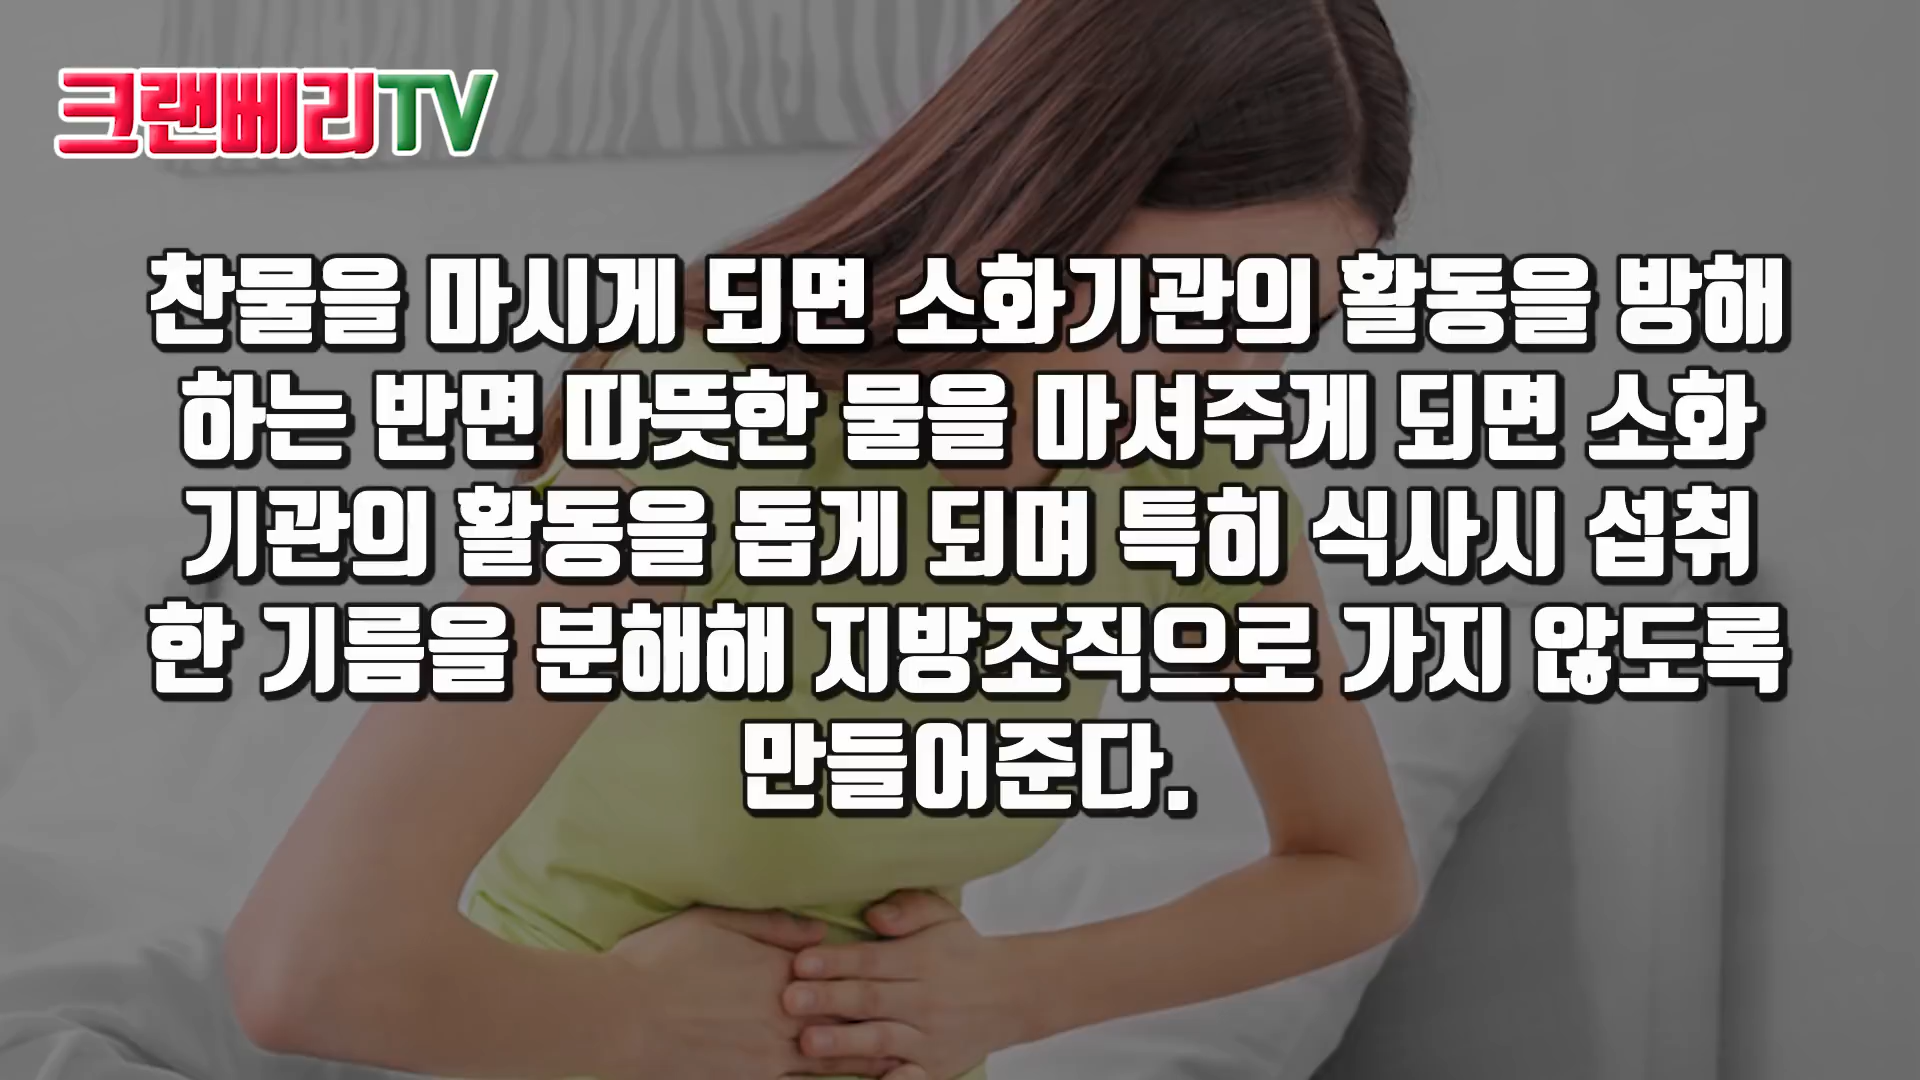 크랜베리TV
찬물을 마시게 되면 소화기관의 활동을 방해
하는 반면 따뜻한 물을 마셔주게 되면 소화
기관의 활동을 돕게 되며 특히 식사시 섭취
한 기름을 분해해 지방조직으로 가지 않도록
만들어준다.